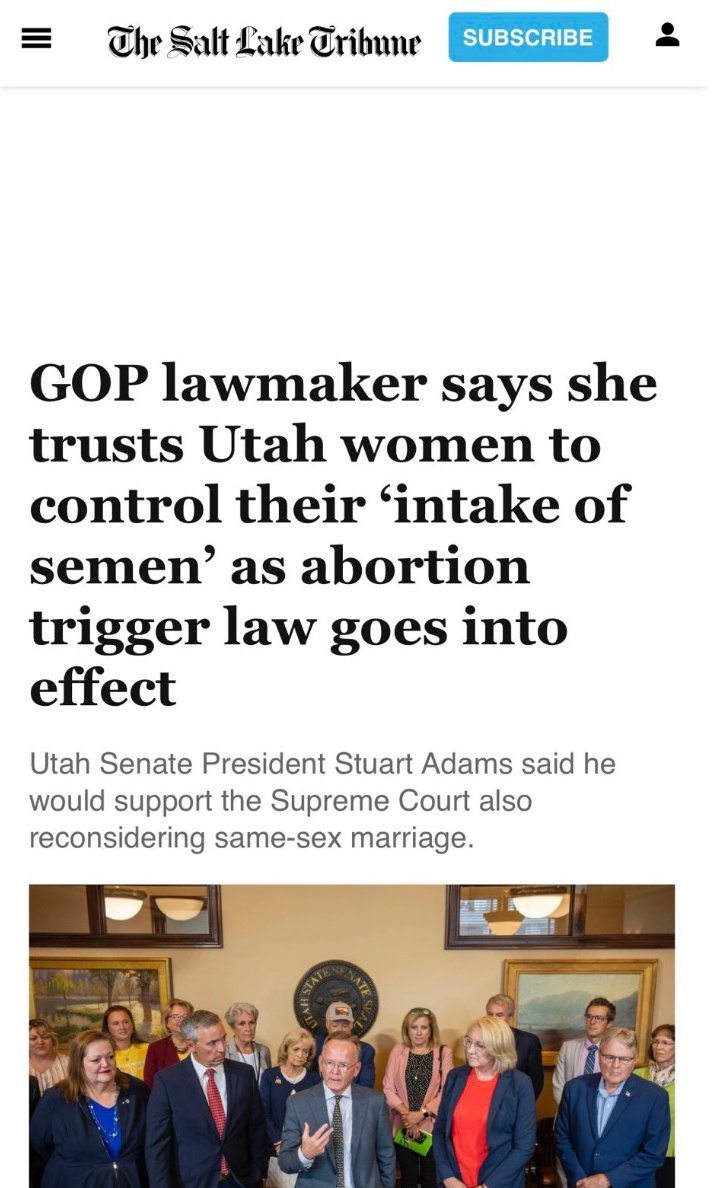 The Salt Lake Tribune
SUBSCRIBE
GOP lawmaker says she
trusts Utah women to
control their ‘intake of
semen’ as abortion
trigger law goes into
effect
Utah Senate President Stuart Adams said he
would support the Supreme Court also
reconsidering same-sex marriage.
UTAH STATE SENATE SEAL